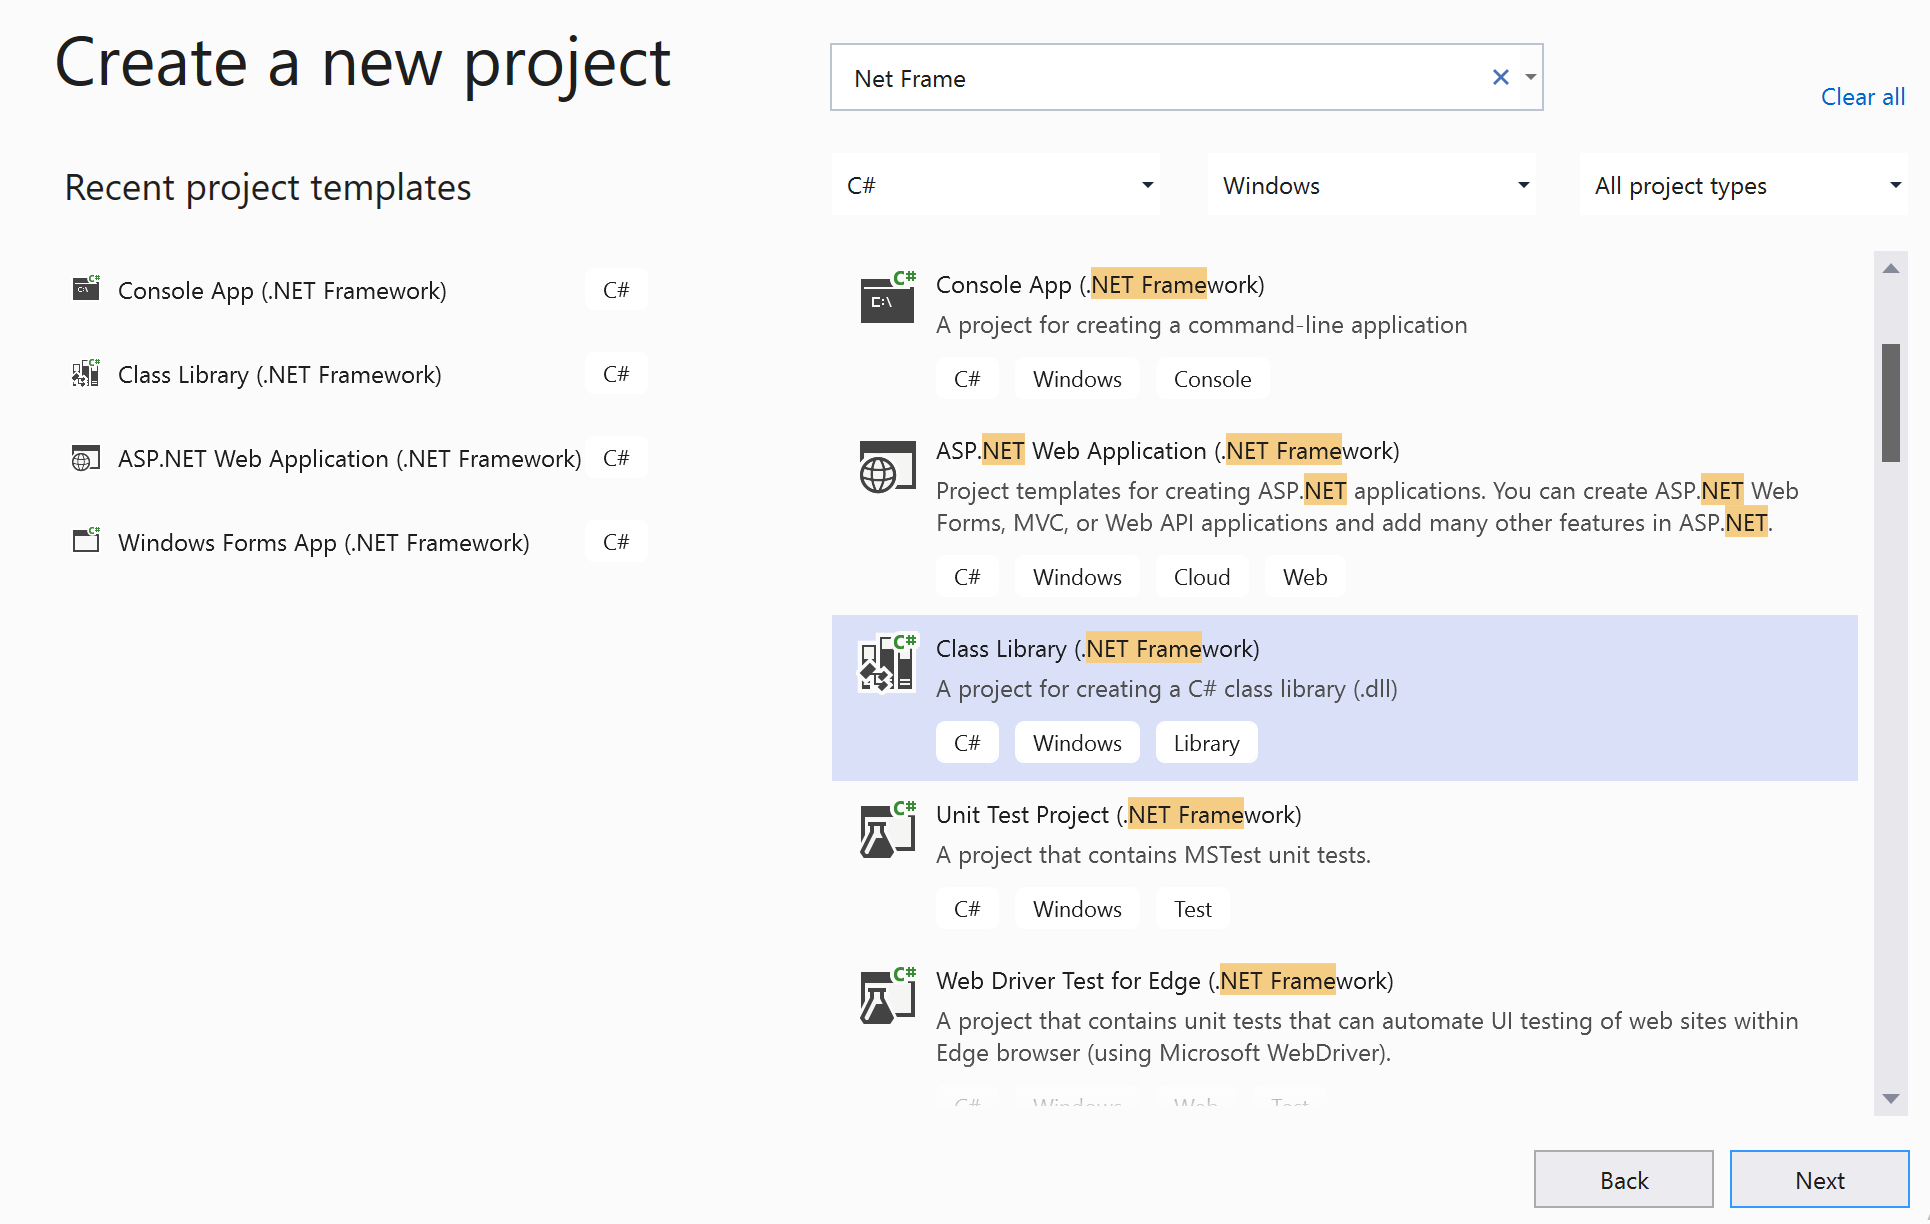 Create a new project
Net Frame
Clear all
C#
Windows
All project types
Recent project templates
C#
C:\
Console App (.NET Framework)
C#
C#
Class Library (.NET Framework)
C#
ASP.NET Web Application (.NET Framework)
C#
C#
Windows Forms App (.NET Framework)
C#
C#
C:\
Console App (.NET Framework)
A project for creating a command-line application
C# Windows Console
ASP.NET Web Application (.NET Framework)
Project templates for creating ASP.NET applications. You can create ASP.NET Web
Forms, MVC, or Web API applications and add many other features in ASP.NET.
C# Windows Cloud Web
C#
Class Library (.NET Framework)
A project for creating a C# class library (.dll)
C# Windows Library
C#
Unit Test Project (.NET Framework)
A project that contains MSTest unit tests.
C# Windows Test
C#
Web Driver Test for Edge (.NET Framework)
A project that contains unit tests that can automate UI testing of web sites within
Edge browser (using Microsoft WebDriver).
C# Windows Web Test
Back
Next